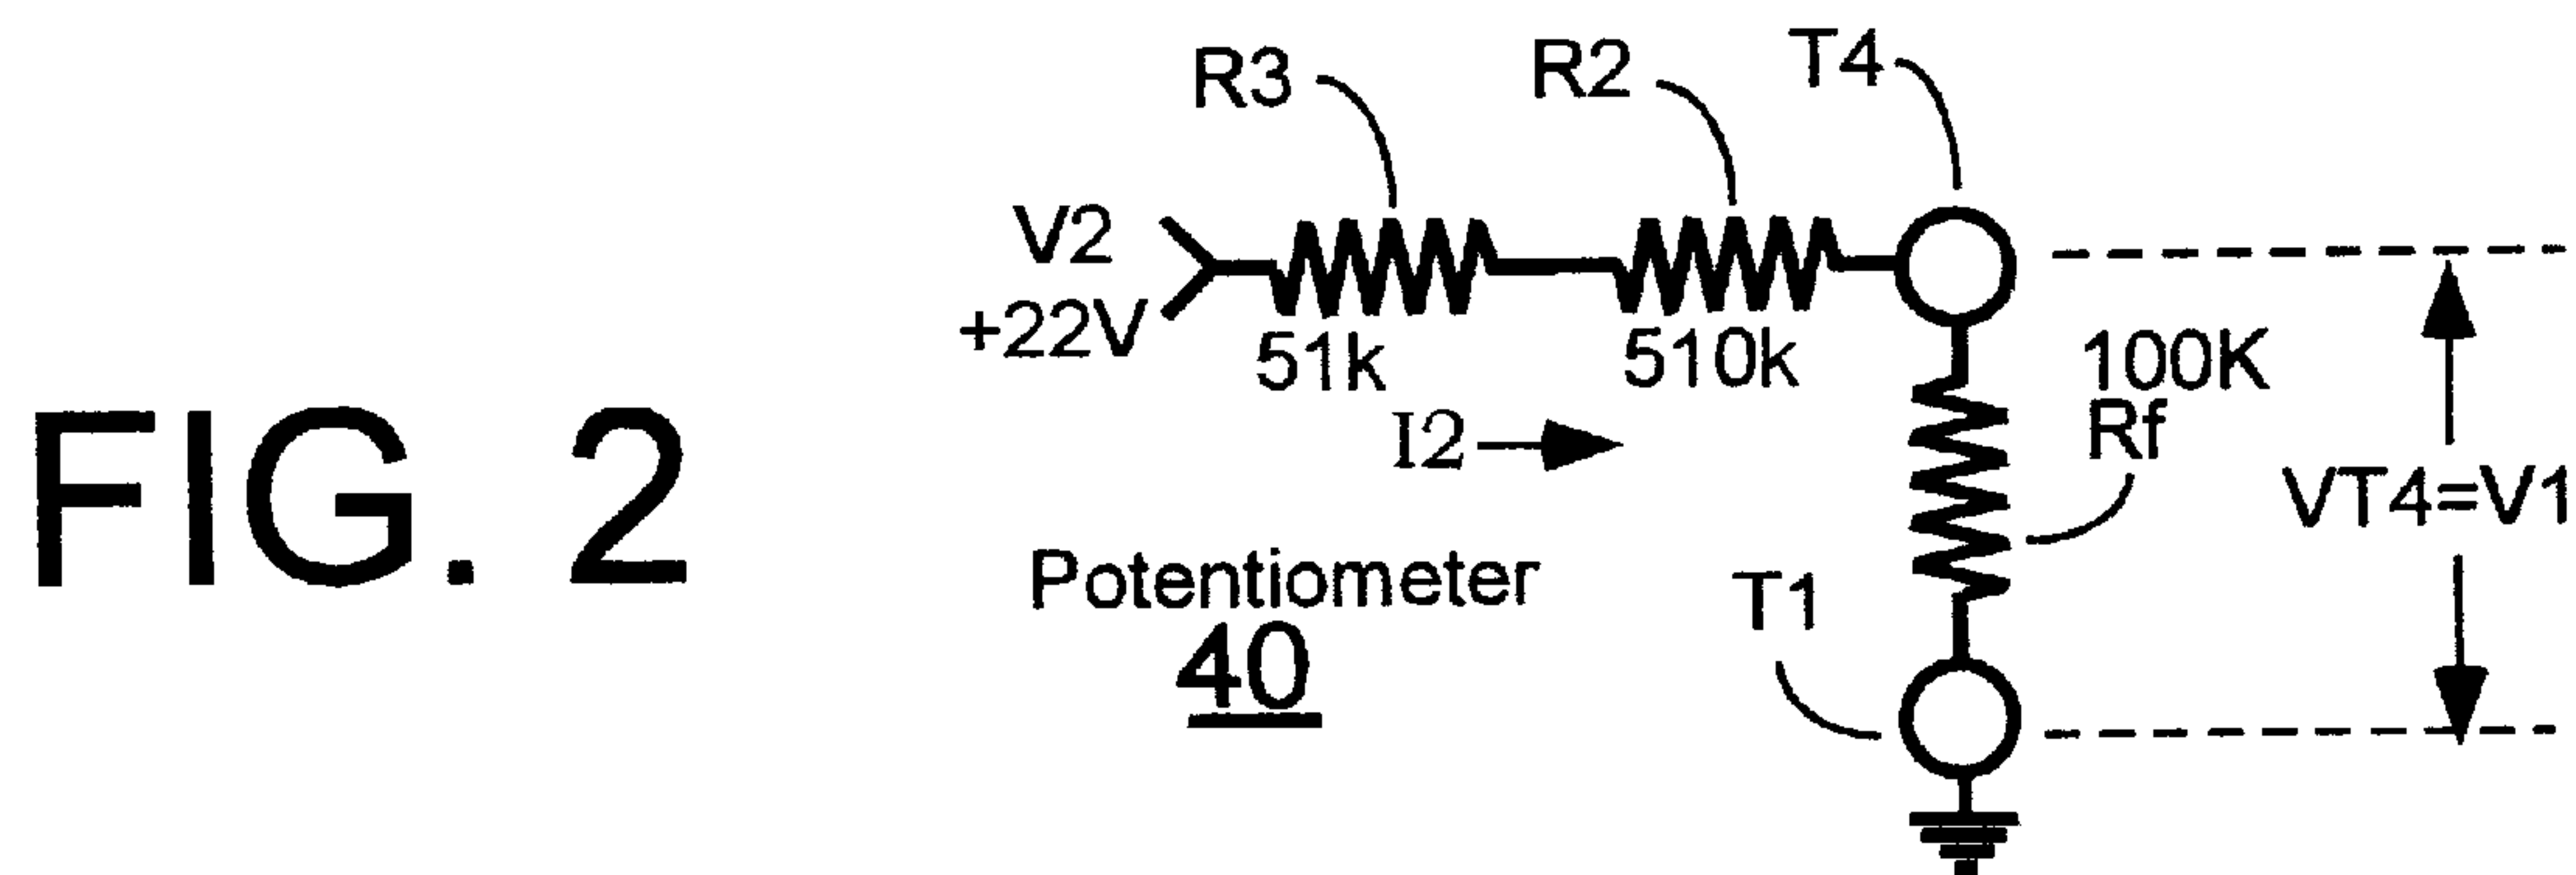 R3
R2
T4
V2
+22V
51k
510k
100K
Rf
I2
VT4=V1
FIG. 2
Potentiometer
40
T1